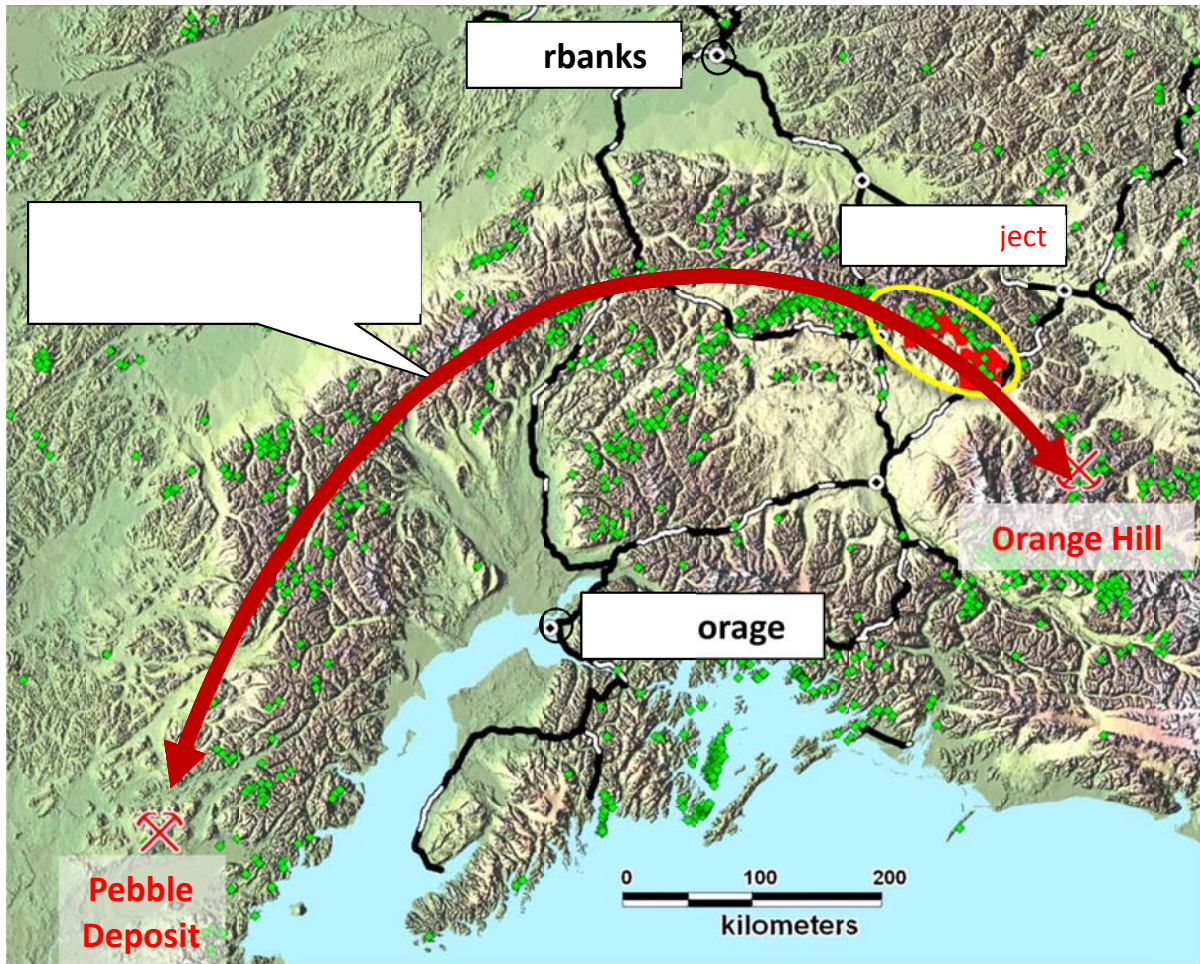 rbanks
ject
Orange Hill
orage
Pebble
Deposit
0 100 200
kilometers